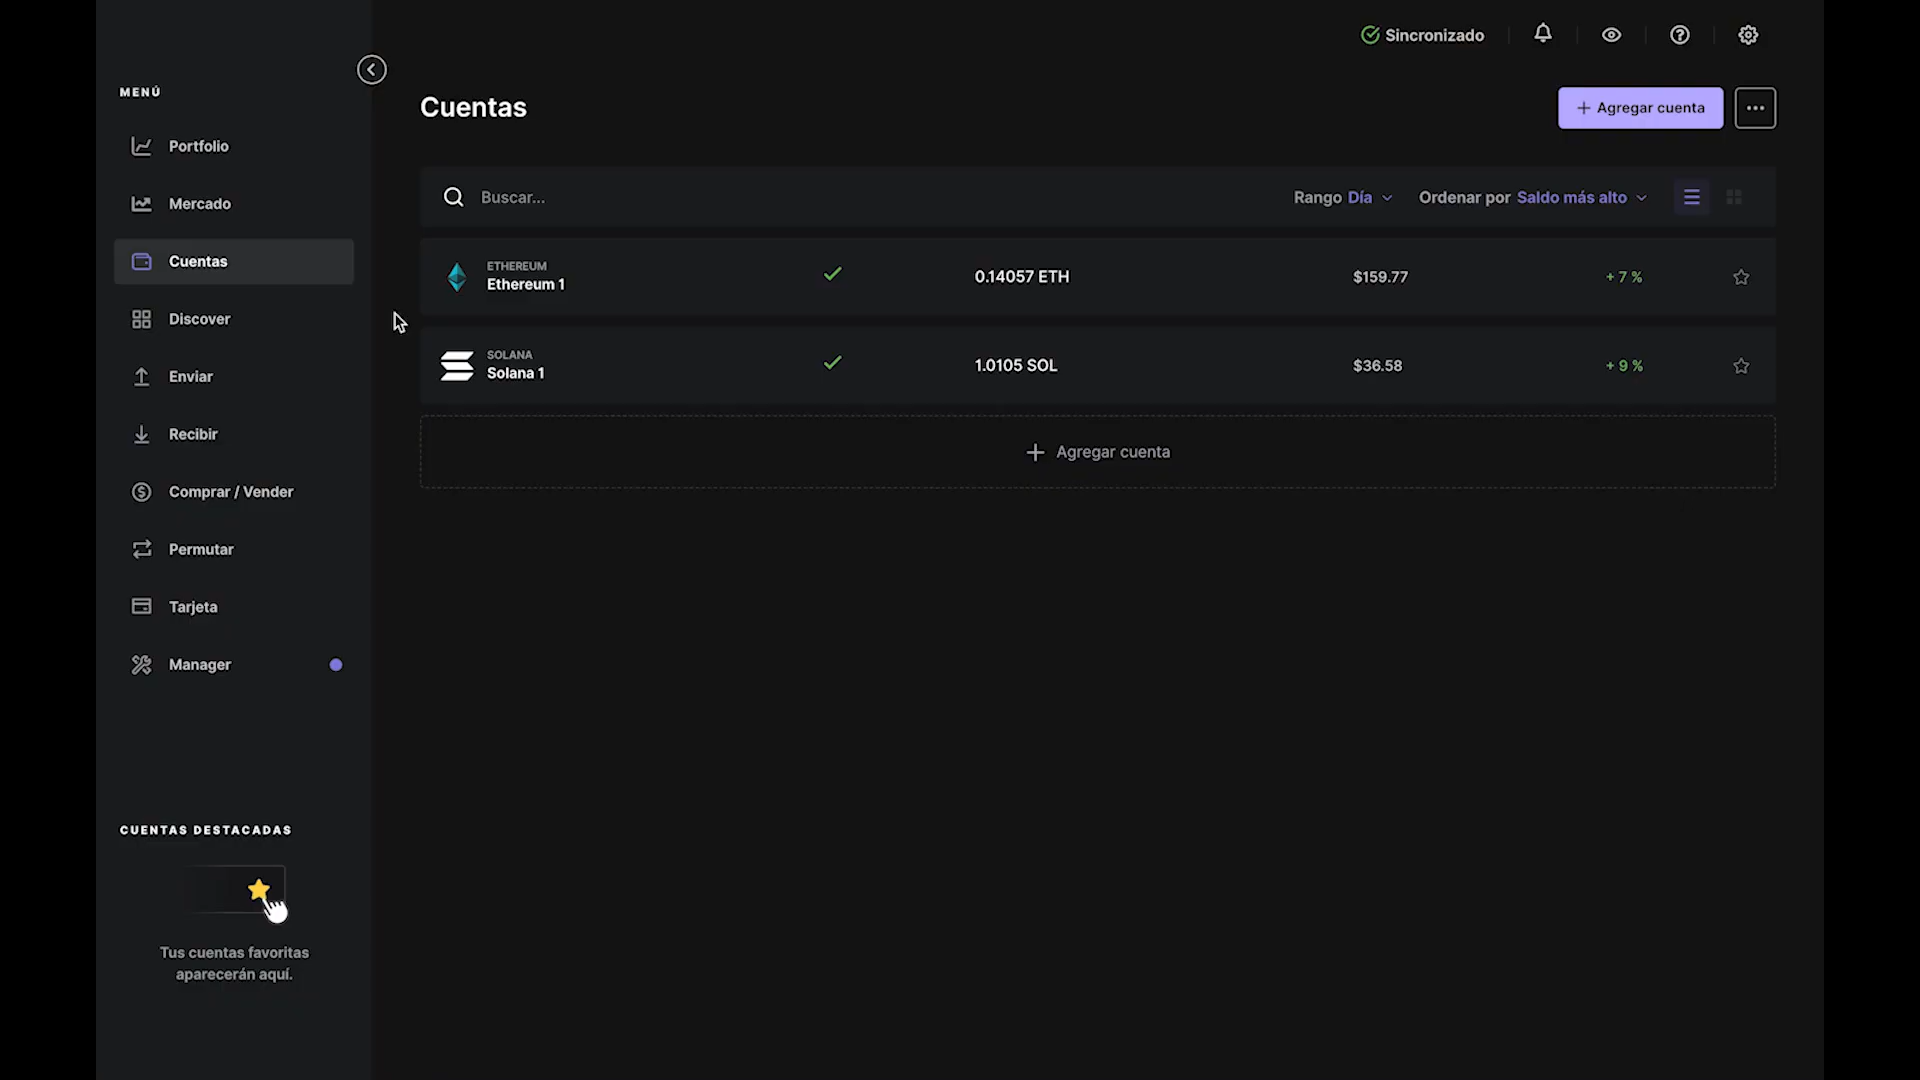 Sincronizado
MENÚ
Portfolio
Mercado
Cuentas
Discover
Enviar
Recibir
Comprar / Vender
Permutar
Tarjeta
Manager
CUENTAS DESTACADAS
Tus cuentas favoritas
aparecerán aquí.
Cuentas
+ Agregar cuenta
Buscar...
Rango Día
Ordenar por Saldo más alto
ETHEREUM
Ethereum 1
0.14057 ETH
$159.77
+ 7 %
SOLANA
Solana 1
1.0105 SOL
$36.58
+ 9 %
+ Agregar cuenta